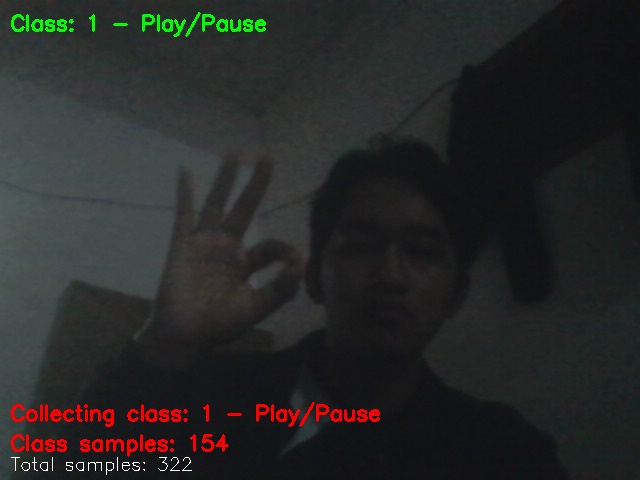 Class: 1 - Play/Pause
Collecting class: 1 - Play/Pause
Class samples: 154
Total samples: 322